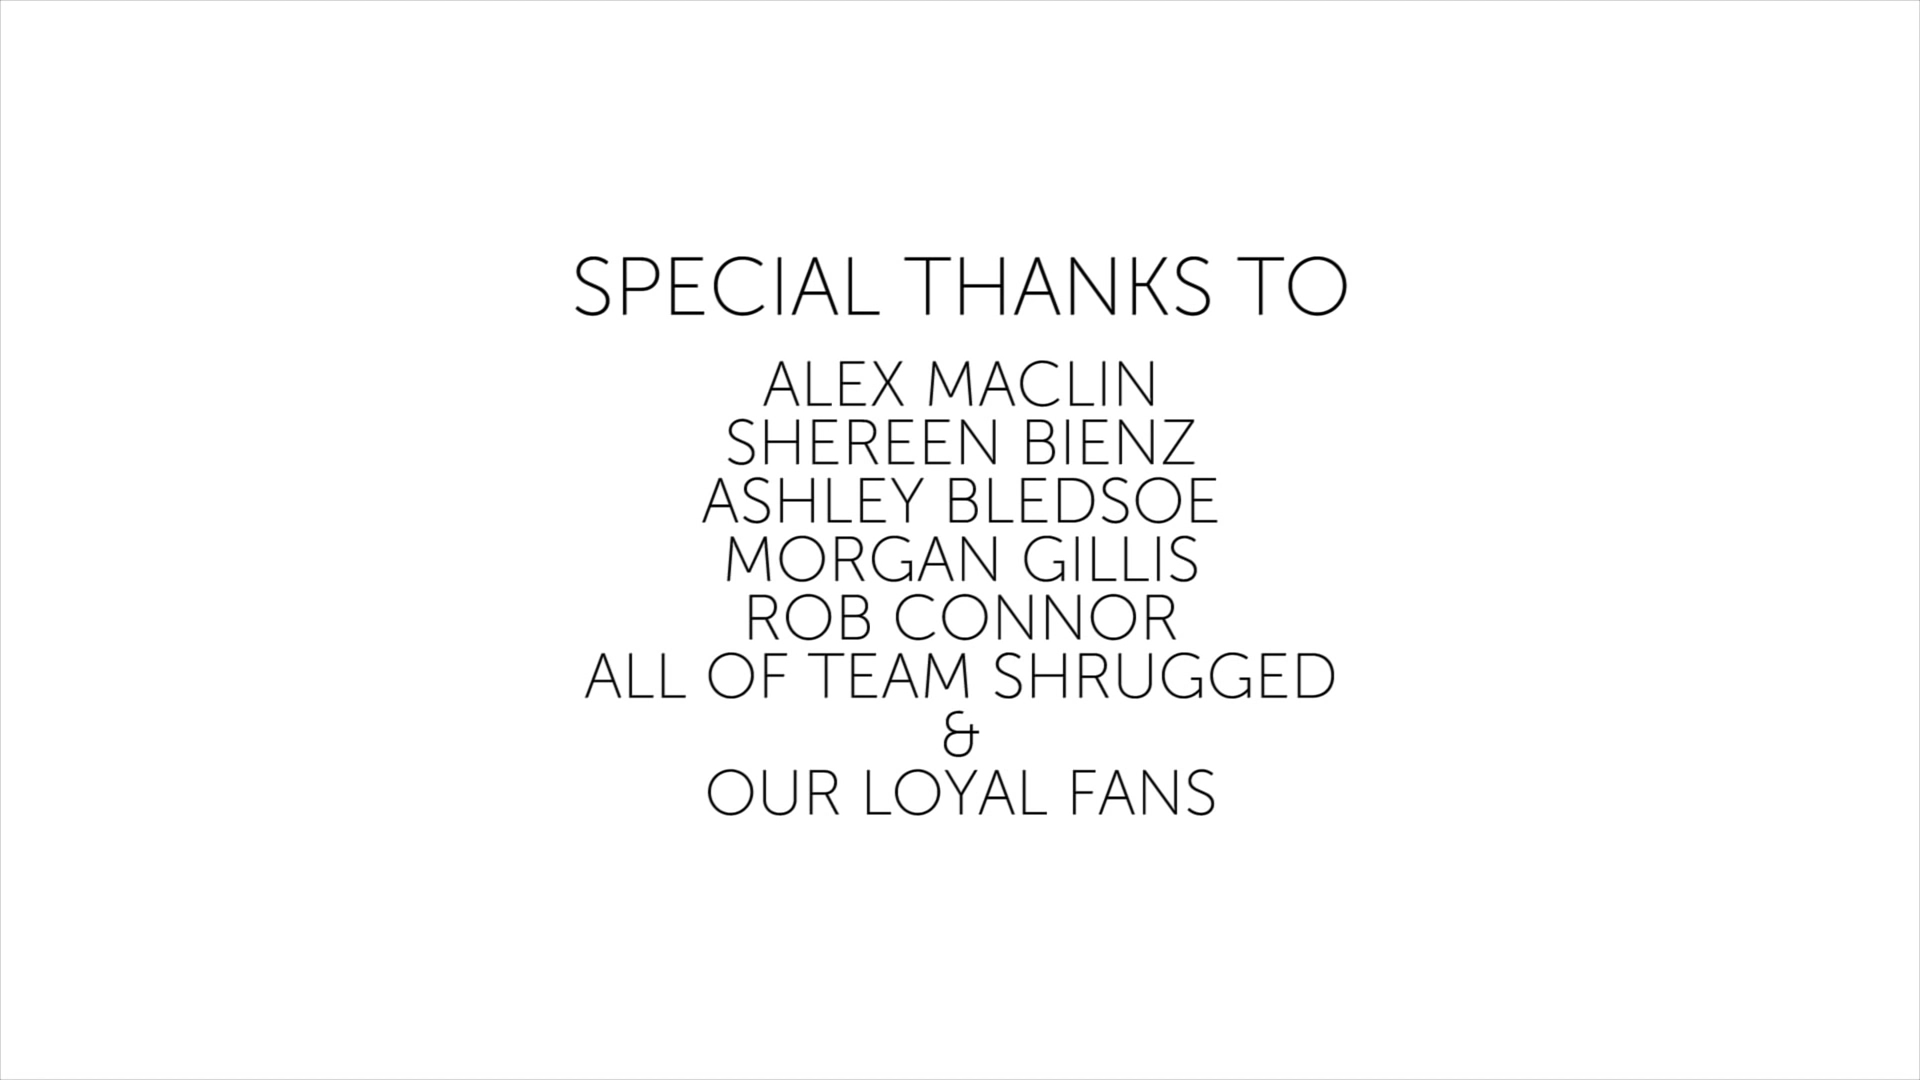 SPECIAL THANKS TO
ALEX MACLIN
SHEREEN BIENZ
ASHLEY BLEDSOE
MORGAN GILLIS
ROB CONNOR
ALL OF TEAM SHRUGGED
&
OUR LOYAL FANS